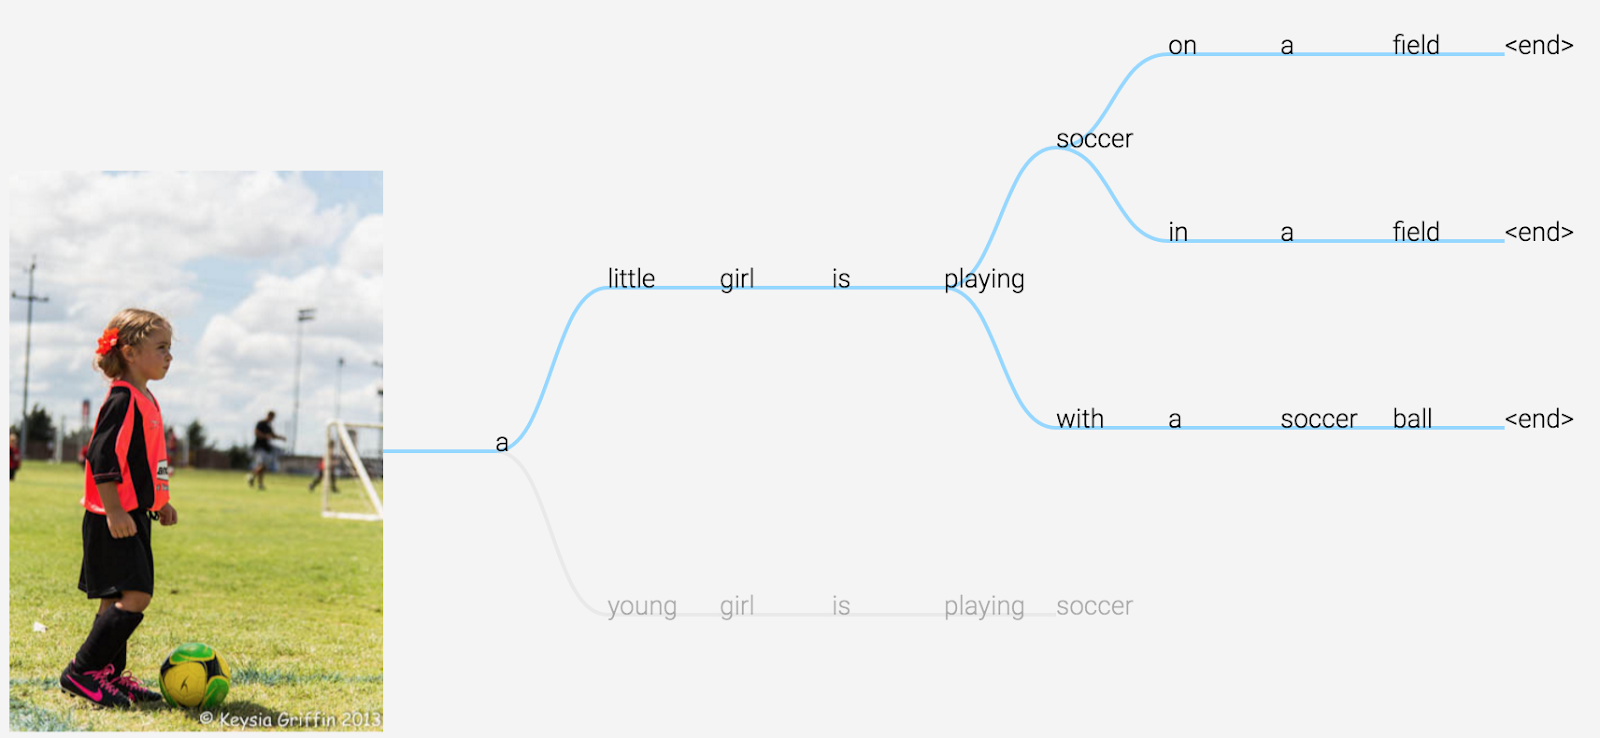 on a field <end>
soccer
in a field <end>
little girl is playing
with a soccer ball <end>
a
young girl is playing soccer
© Keysia Griffin 2013